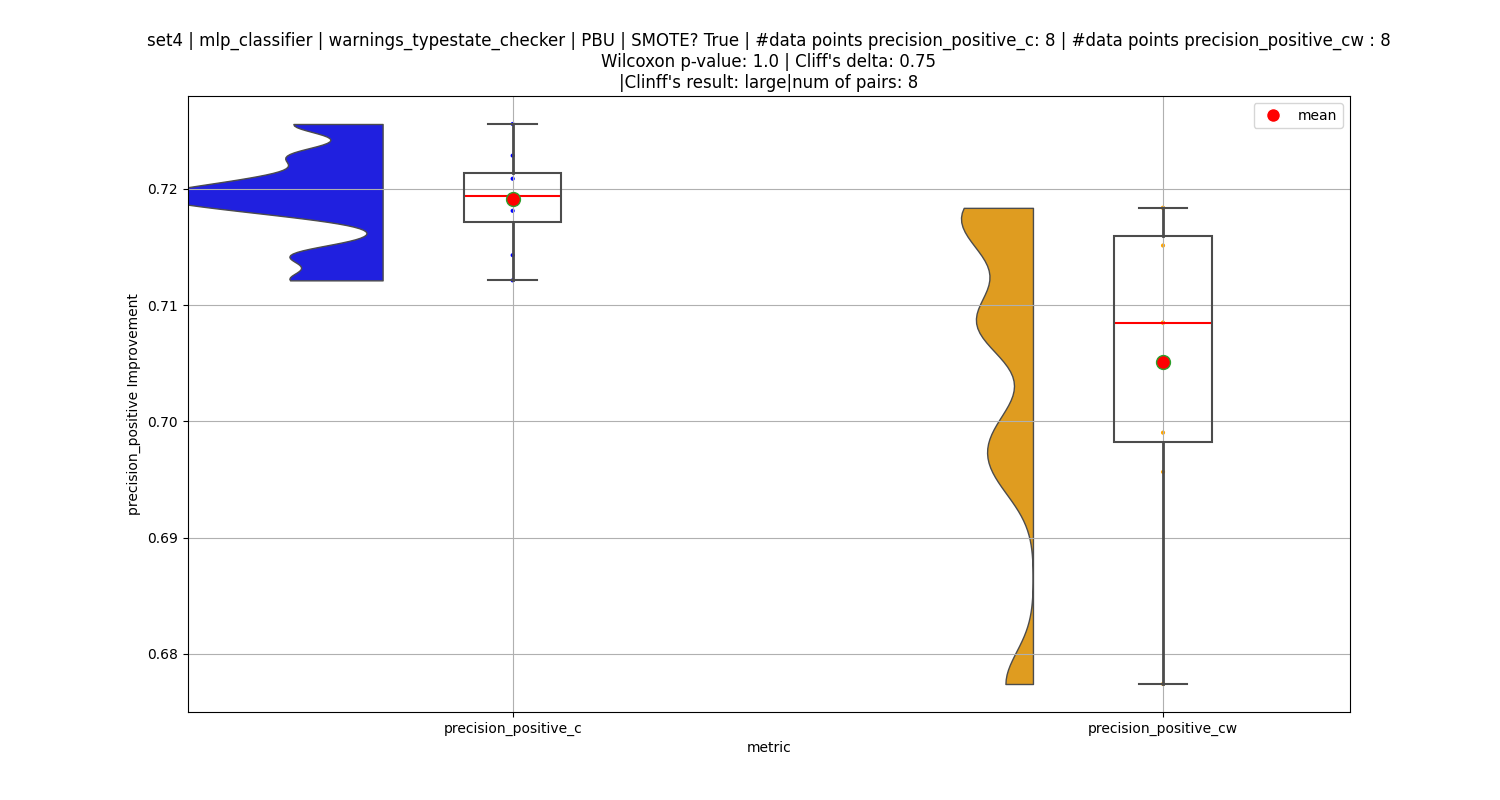 set4 | mlp_classifier | warnings_typestate_checker | PBU | SMOTE? True | #data points precision_positive_c: 8 | #data points precision_positive_cw : 8
Wilcoxon p-value: 1.0 | Cliff's delta: 0.75
|Clinff's result: large|num of pairs: 8
mean
0.72
0.71
0.70
0.69
0.68
precision_positive Improvement
precision_positive_c
precision_positive_cw
metric